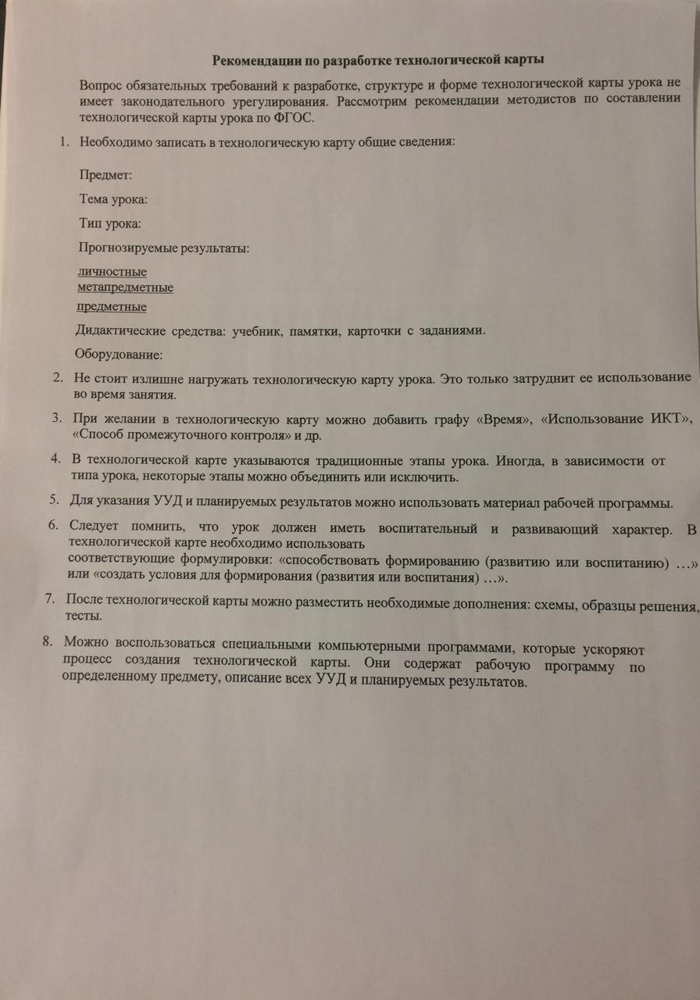 Рекомендации по разработке технологической карты
Вопрос обязательных требований к разработке, структуре и форме технологической карты урока не
имеет законодательного урегулирования. Рассмотрим рекомендации методистов по составлении
технологической карты урока по ФГОС.
1. Необходимо записать в технологическую карту общие сведения:
Предмет:
Тема урока:
Тип урока:
Прогнозируемые результаты:
личностные
метапредметные
предметные
Дидактические средства: учебник, памятки, карточки с заданиями.
Оборудование:
2. Не стоит излишне нагружать технологическую карту урока. Это только затруднит ее использование
во время занятия.
3. При желании в технологическую карту можно добавить графу «Время», «Использование ИКТ»,
«Способ промежуточного контроля» и др.
4. В технологической карте указываются традиционные этапы урока. Иногда, в зависимости от
типа урока, некоторые этапы можно объединить или исключить.
5. Для указания УУД и планируемых результатов можно использовать материал рабочей программы.
6. Следует помнить, что урок должен иметь воспитательный и развивающий характер. В
технологической карте необходимо использовать
соответствующие формулировки: «способствовать формированию (развитию или воспитанию) …»
или «создать условия для формирования (развития или воспитания) …».
7. После технологической карты можно разместить необходимые дополнения: схемы, образцы решения,
тесты.
8. Можно воспользоваться специальными компьютерными программами, которые ускоряют
процесс создания технологической карты. Они содержат рабочую программу по
определенному предмету, описание всех УУД и планируемых результатов.